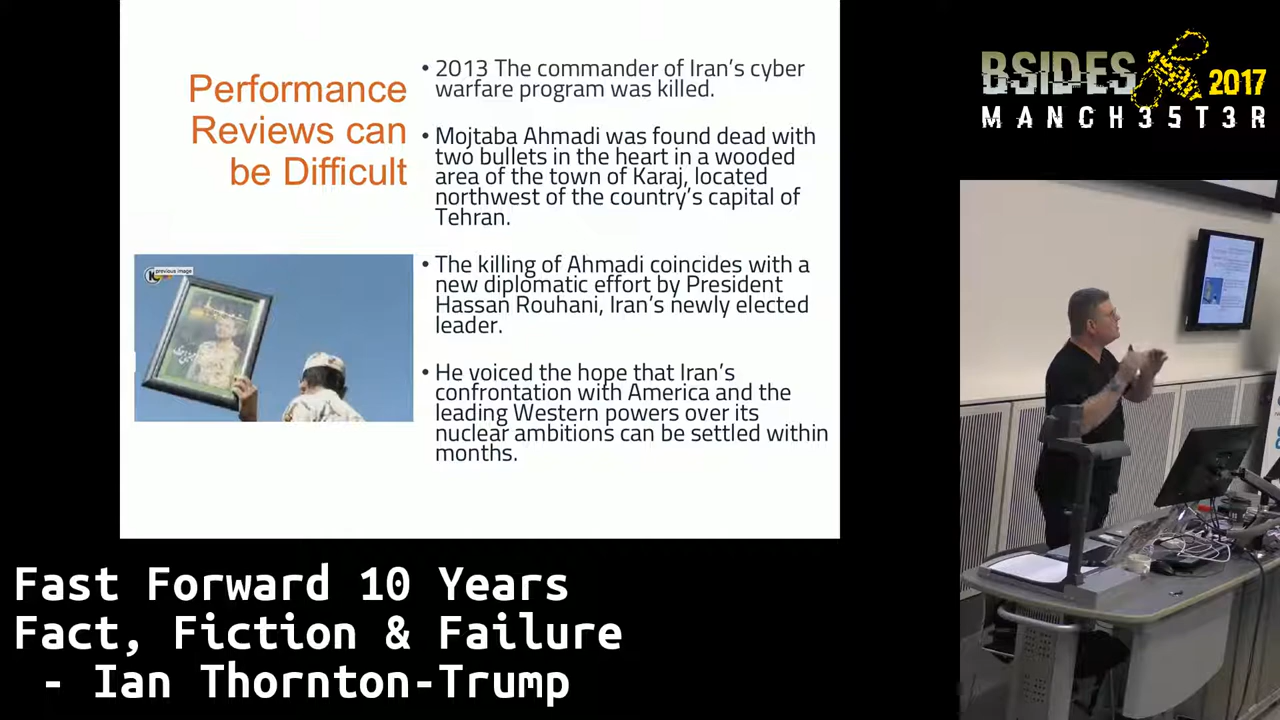 Performance
Reviews can
be Difficult
• 2013 The commander of Iran's cyber
warfare program was killed.
• Mojtaba Ahmadi was found dead with
two bullets in the heart in a wooded
area of the town of Karaj, located
northwest of the country's capital of
Tehran.
• The killing of Ahmadi coincides with a
new diplomatic effort by President
Hassan Rouhani, Iran's newly elected
leader.
• He voiced the hope that Iran's
confrontation with America and the
leading Western powers over its
nuclear ambitions can be settled within
months.
previous image
BSIDES 2017
MANCH35T3R
Fast Forward 10 Years
Fact, Fiction & Failure
- Ian Thornton-Trump